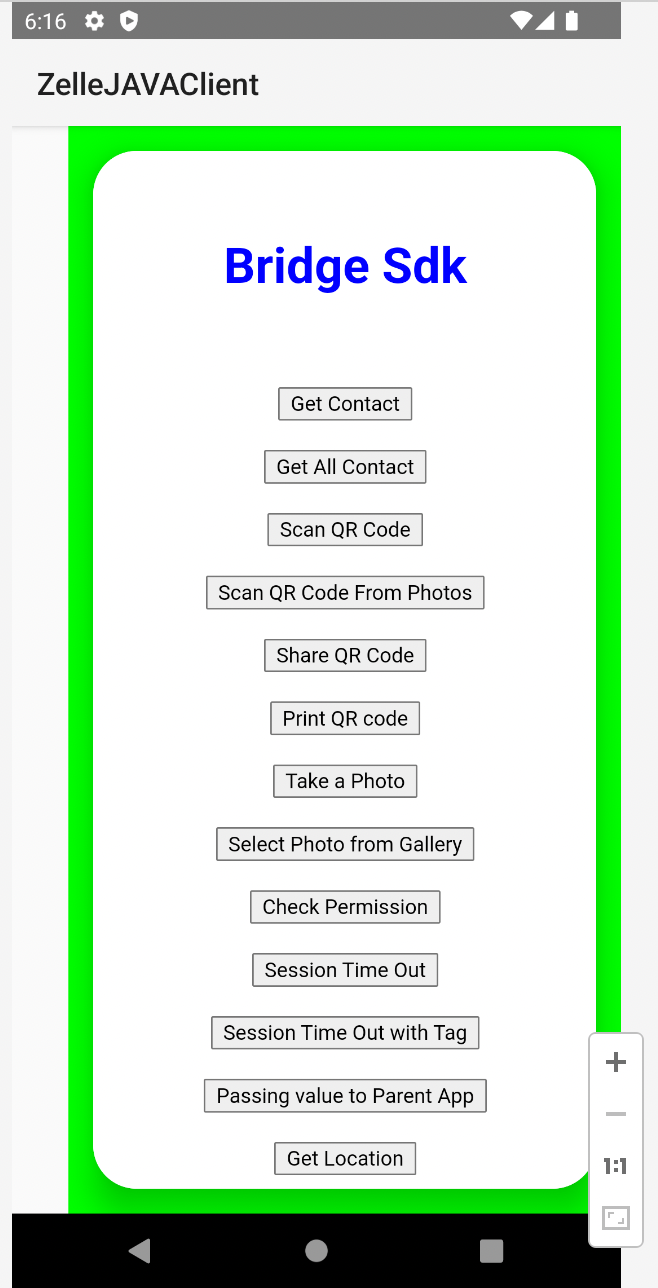 6:16
ZelleJAVAClient
Bridge Sdk
Get Contact
Get All Contact
Scan QR Code
Scan QR Code From Photos
Share QR Code
Print QR code
Take a Photo
Select Photo from Gallery
Check Permission
Session Time Out
Session Time Out with Tag
Passing value to Parent App
Get Location
1:1